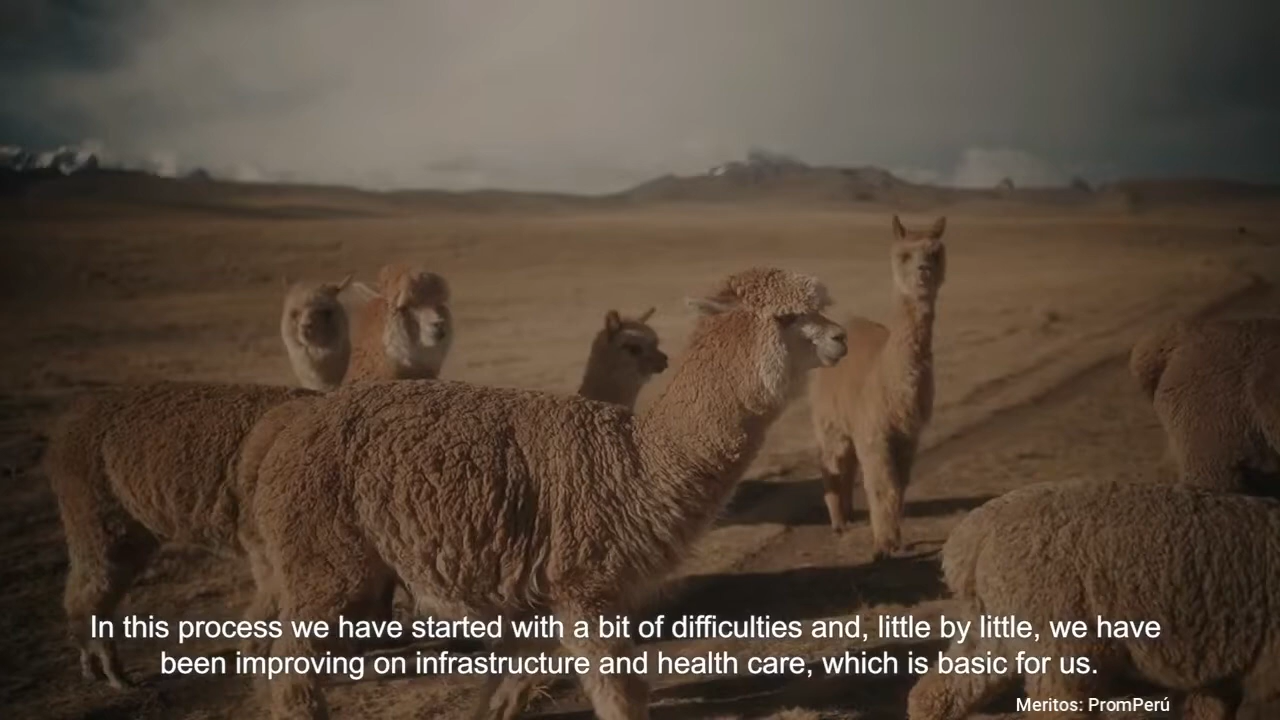 In this process we have started with a bit of difficulties and, little by little, we have
been improving on infrastructure and health care, which is basic for us.
Meritos: PromPerú